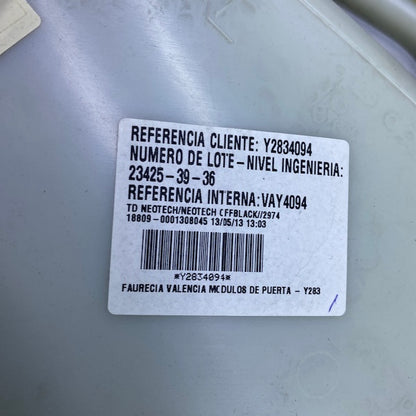 REFERENCIA CLIENTE: Y2834094
NUMERO DE LOTE-NIVEL INGENIERIA:
23425-39-36
REFERENCIA INTERNA:VAY4094
TD NEOTECH/NEOTECH OFFBLACK//2974
18809-0001308045 13/05/13 13:03
*Y2834094*
FAURECIA VALENCIA MODULOS DE PUERTA - Y283